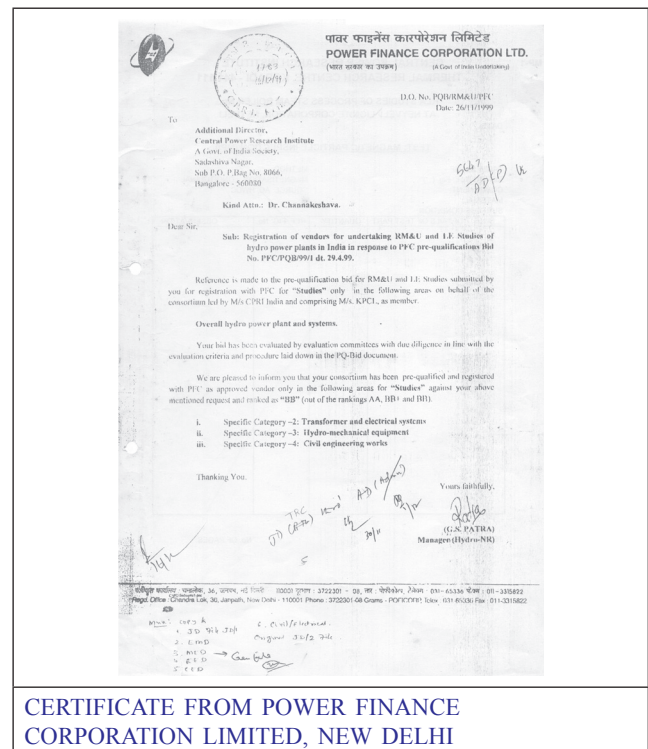 पावर फाइनेंस कारपोरेशन लिमिटेड
POWER FINANCE CORPORATION LTD.
(भारत सरकार का उपक्रम) (A Govt. of India Undertaking)
D.O. No. PQB/RM&U/PFC
Date: 26/11/1999
To
Additional Director,
Central Power Research Institute
A Govt. of India Society,
Sadashiva Nagar,
Sub P.O. P.Bag No. 8066,
Bangalore - 560080
Kind Attn.: Dr. Channakeshava.
Dear Sir,
Sub: Registration of vendors for undertaking RM&U and LE Studies of
hydro power plants in India in response to PFC pre-qualifications Bid
No. PFC/PQB/99/1 dt. 29.4.99.
Reference is made to the pre-qualification bid for RM&U and LE Studies submitted by
you for registration with PFC for “Studies” only in the following areas on behalf of the
consortium led by M/s CPRI India and comprising M/s. KPCL, as member.
Overall hydro power plant and systems.
Your bid has been evaluated by evaluation committees with due diligence in line with the
evaluation criteria and procedure laid down in the PQ-Bid document.
We are pleased to inform you that your consortium has been pre-qualified and registered
with PFC as approved vendor only in the following areas for “Studies” against your above
mentioned request and ranked as “BB” (out of the rankings AA, BB+ and BB).
i. Specific Category –2: Transformer and electrical systems
ii. Specific Category –3: Hydro-mechanical equipment
iii. Specific Category –4: Civil engineering works
Thanking You.
Yours faithfully,
(G.S. PATRA)
Manager (Hydro-NR)
Regd. Office : Chandra Lok, 36, Janpath, New Delhi - 110001 Phone : 3722301-08 Grams - POFICORP, Telex : 031-65336 Fax : 011-3315822
CERTIFICATE FROM POWER FINANCE
CORPORATION LIMITED, NEW DELHI